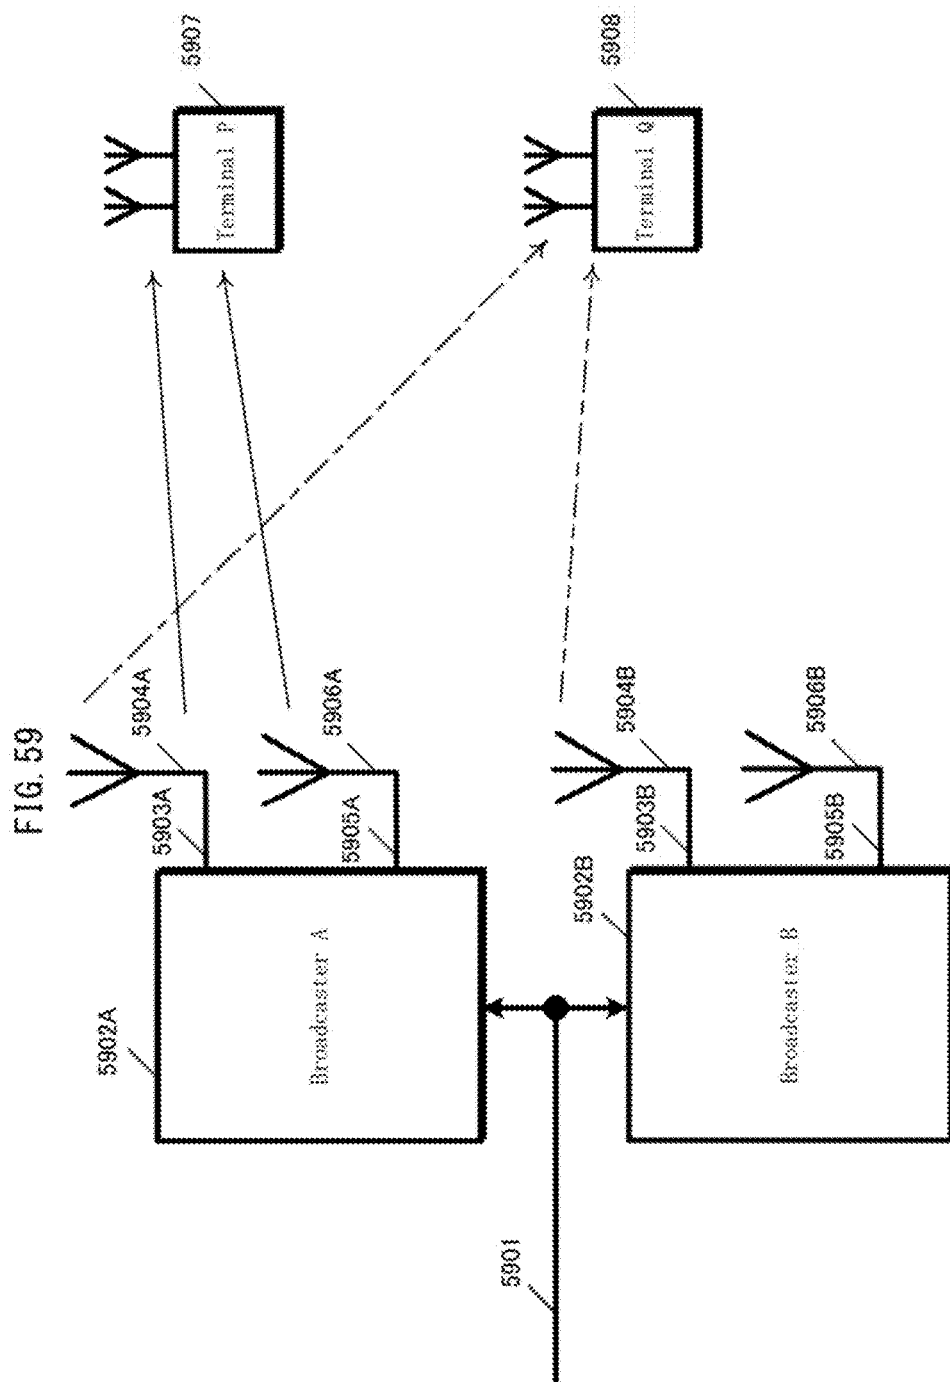 FIG. 59
5901
5902A
Broadcaster A
5903A
5904A
5905A
5906A
5902B
Broadcaster B
5903B
5904B
5905B
5906B
Terminal P
5907
Terminal Q
5908